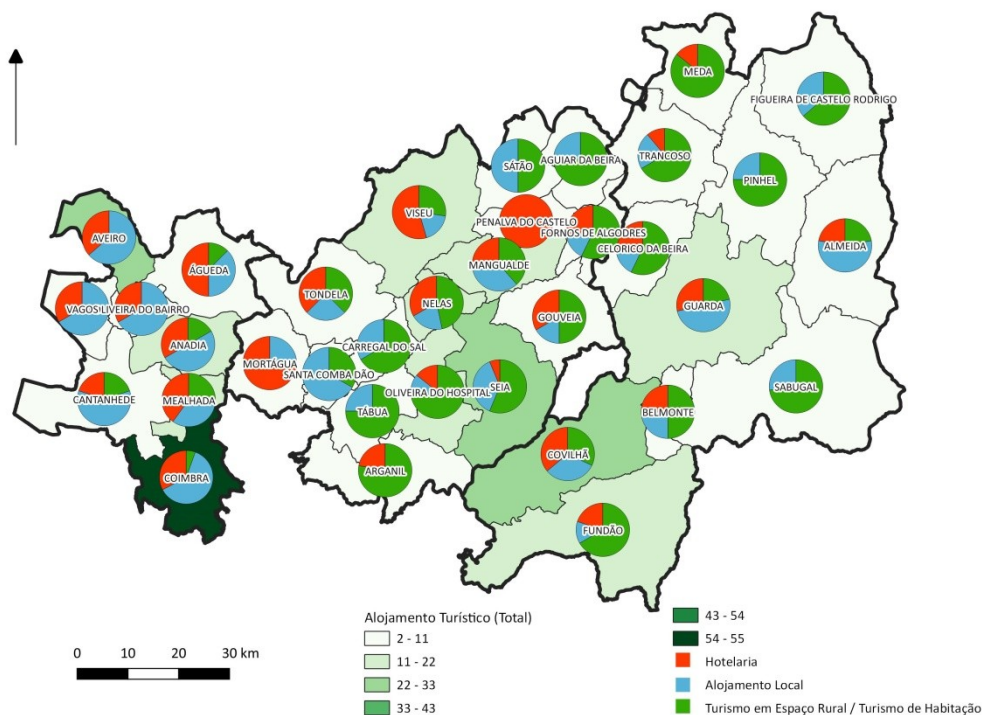 MEDA
FIGUEIRA DE CASTELO RODRIGO
SÁTÃO
AGUIAR DA BEIRA
TRANCOSO
PINHEL
VISEU
PENALVA DO CASTELO
FORNOS DE ALGODRES
CELORICO DA BEIRA
ALMEIDA
AVEIRO
ÁGUEDA
MANGUALDE
TONDELA
NELAS
GUARDA
VAGOS
LIVEIRA DO BAIRRO
GOUVEIA
ANADIA
CARREGAL DO SAL
MORTÁGUA
SANTA COMBA DÃO
OLIVEIRA DO HOSPITAL
SEIA
SABUGAL
CANTANHEDE
MEALHADA
TÁBUA
BELMONTE
COIMBRA
ARGANIL
COVILHÃ
FUNDÃO
Alojamento Turístico (Total)
2 - 11
11 - 22
22 - 33
33 - 43
43 - 54
54 - 55
Hotelaria
Alojamento Local
Turismo em Espaço Rural / Turismo de Habitação
0 10 20 30 km